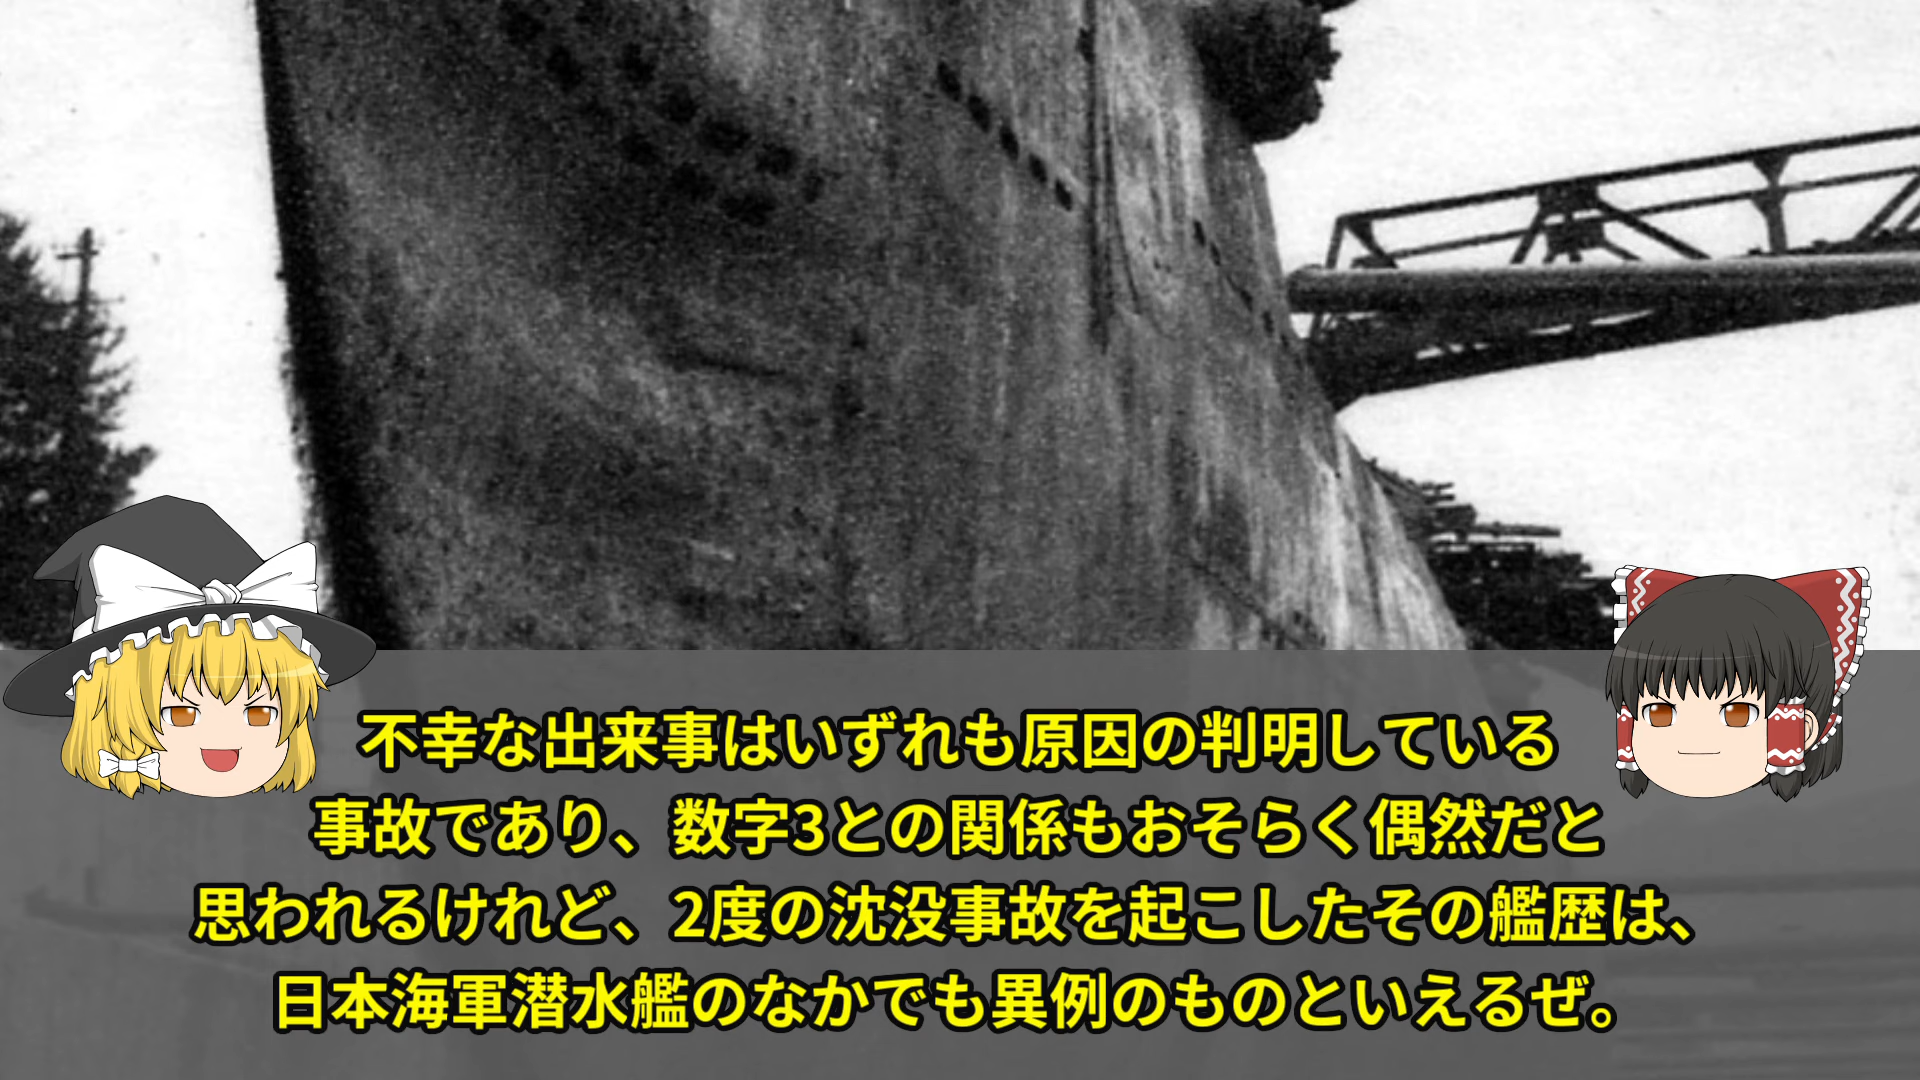 不幸な出来事はいずれも原因の判明している
事故であり、数字3との関係もおそらく偶然だと
思われるけれど、2度の沈没事故を起こしたその艦歴は、
日本海軍潜水艦のなかでも異例のものといえるぜ。